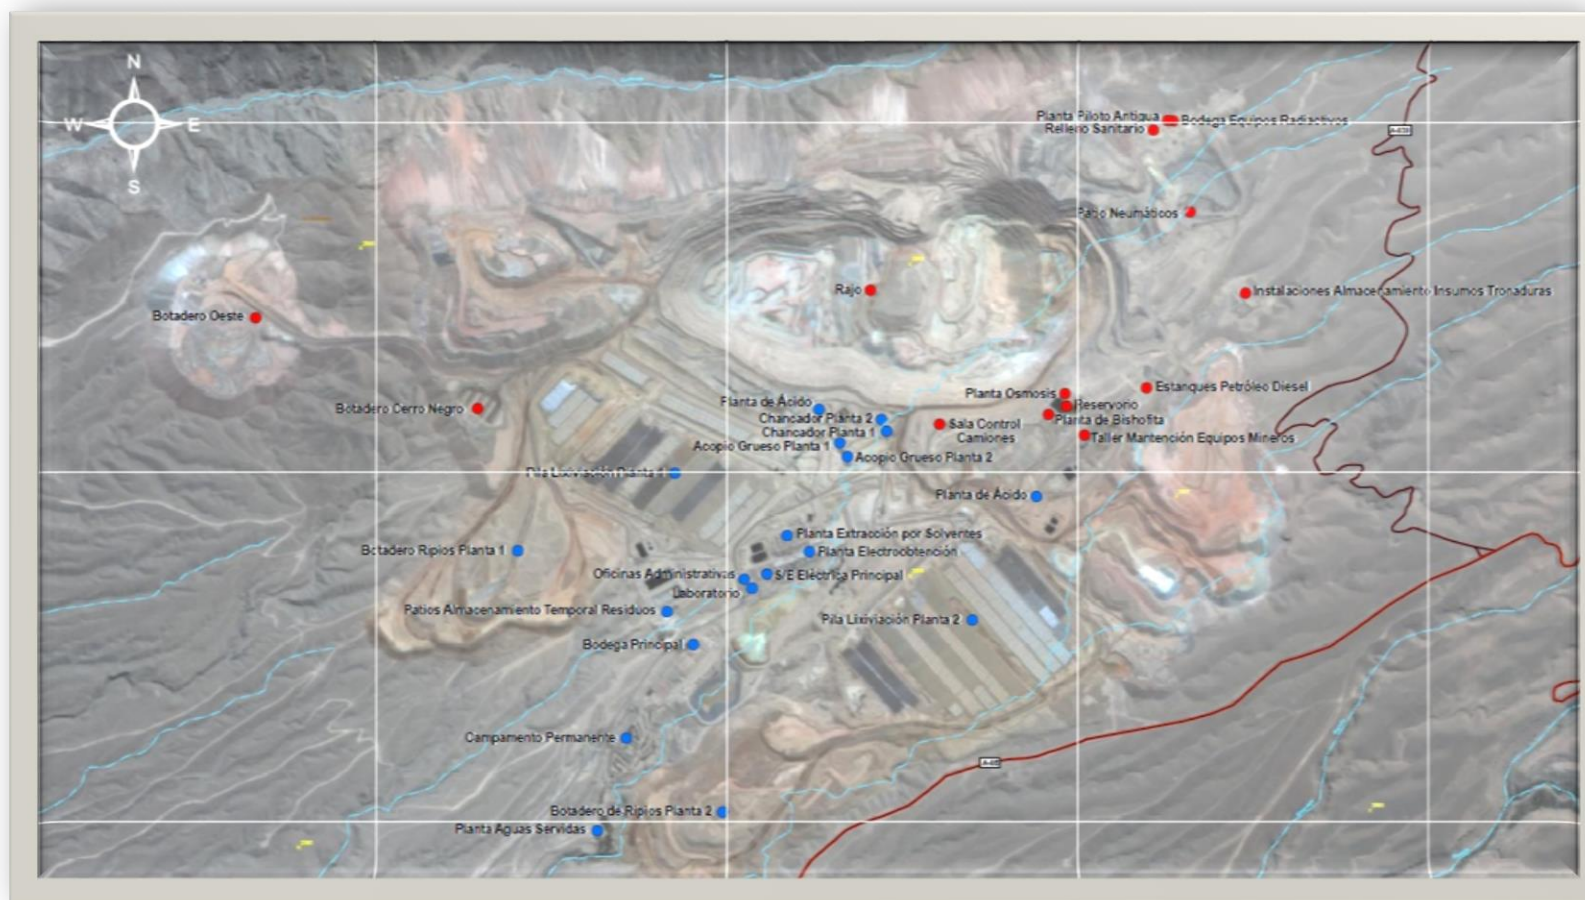 N
W E
S
Planta Piloto Antigua
Bodega Equipos Radiactivos
Relleno Sanitario
Patio Neumáticos
Rajo
Instalaciones Almacenamiento Insumos Tronaduras
Botadero Oeste
Planta Osmosis
Estanques Petróleo Diesel
Planta de Ácido
Reservorio
Botadero Cerro Negro
Chancador Planta 2
Planta de Bishofita
Chancador Planta 1
Sala Control
Camiones
Taller Mantención Equipos Mineros
Acopio Grueso Planta 1
Acopio Grueso Planta 2
Pila Lixiviación Planta 1
Planta de Ácido
Planta Extracción por Solventes
Botadero Ripios Planta 1
Planta Electroobtención
Oficinas Administrativas
S/E Eléctrica Principal
Laboratorio
Patios Almacenamiento Temporal Residuos
Pila Lixiviación Planta 2
Bodega Principal
Campamento Permanente
Botadero de Ripios Planta 2
Planta Aguas Servidas